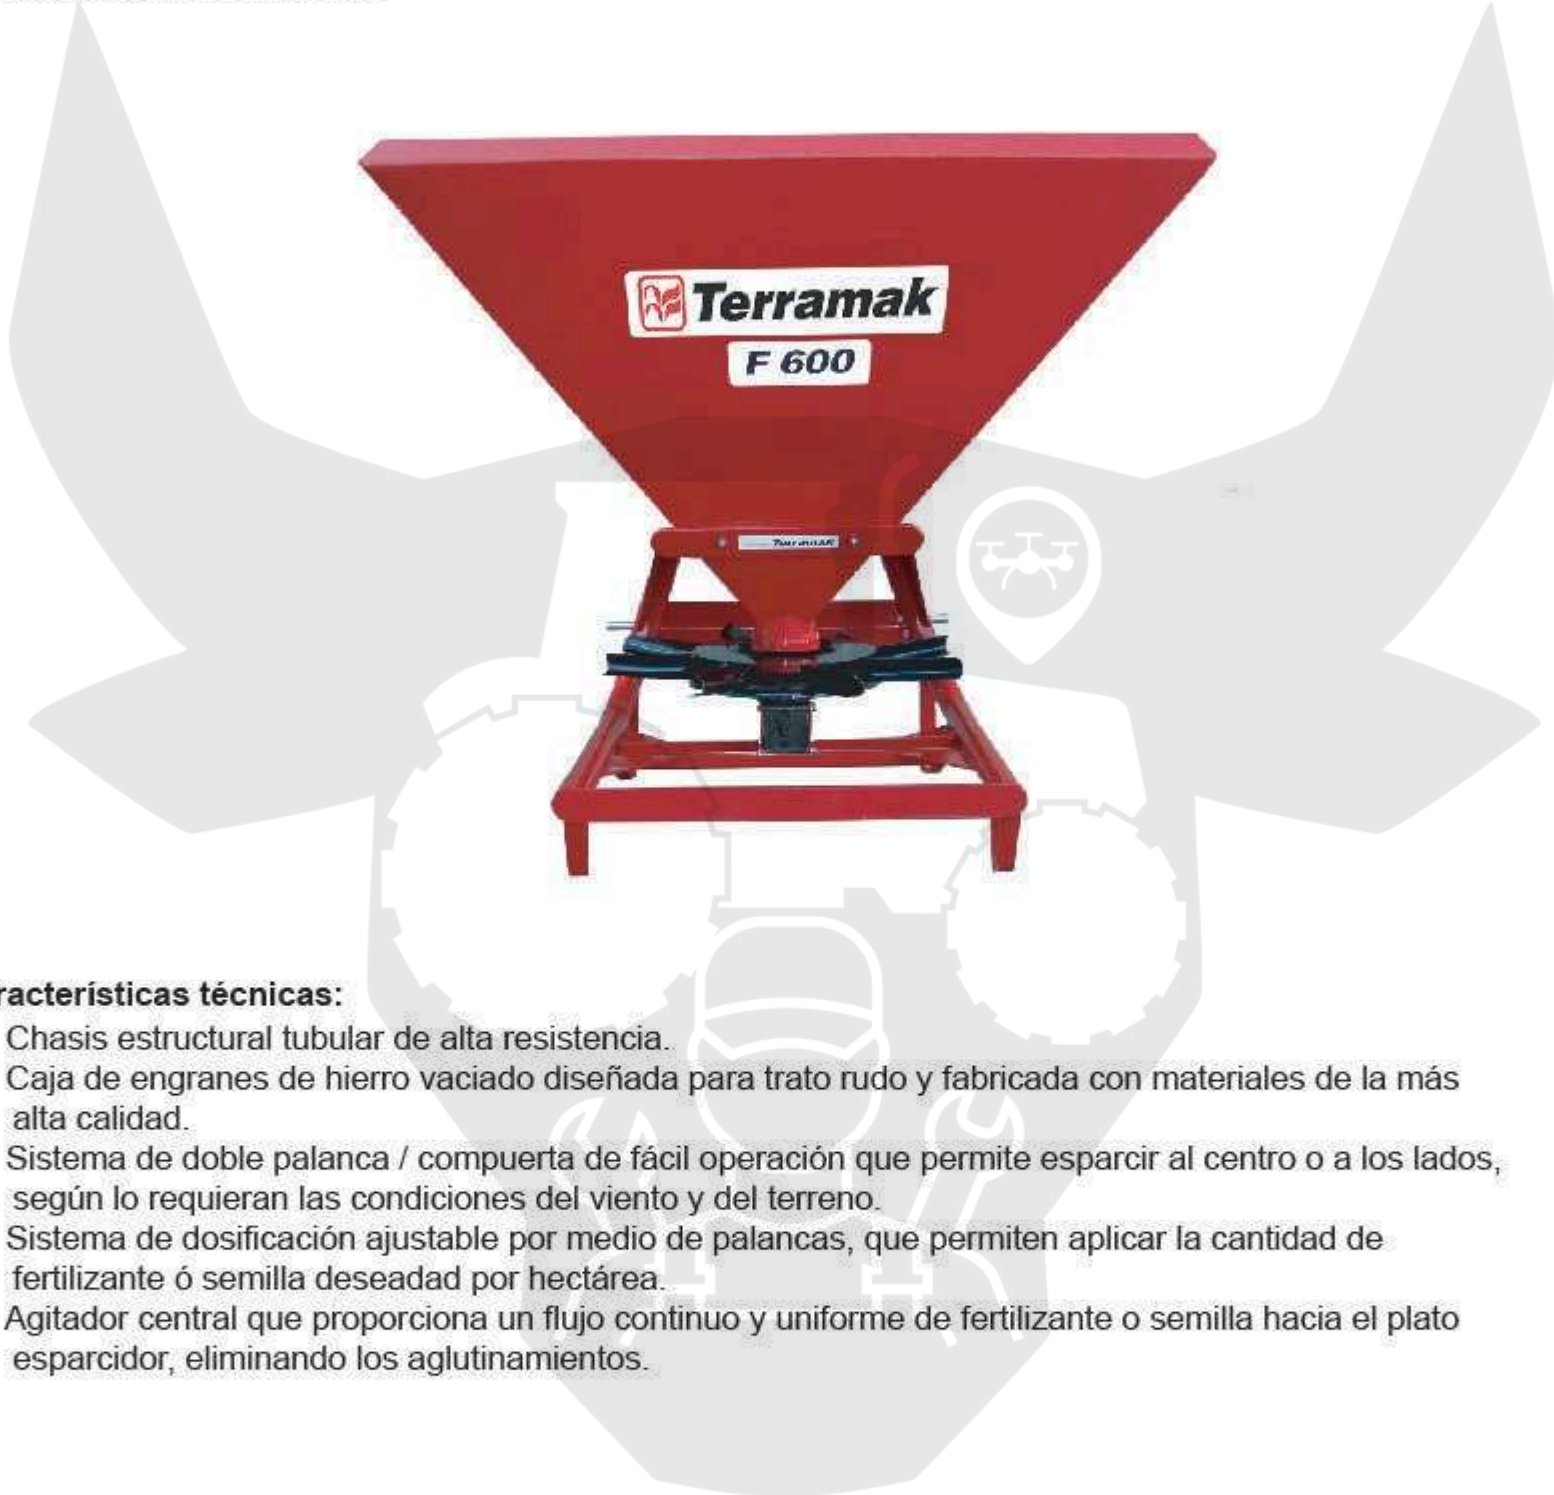 Terramak
F 600
Terramak
racterísticas técnicas:
Chasis estructural tubular de alta resistencia.
Caja de engranes de hierro vaciado diseñada para trato rudo y fabricada con materiales de la más
alta calidad.
Sistema de doble palanca / compuerta de fácil operación que permite esparcir al centro o a los lados,
según lo requieran las condiciones del viento y del terreno.
Sistema de dosificación ajustable por medio de palancas, que permiten aplicar la cantidad de
fertilizante ó semilla deseadad por hectárea.
Agitador central que proporciona un flujo continuo y uniforme de fertilizante o semilla hacia el plato
esparcidor, eliminando los aglutinamientos.